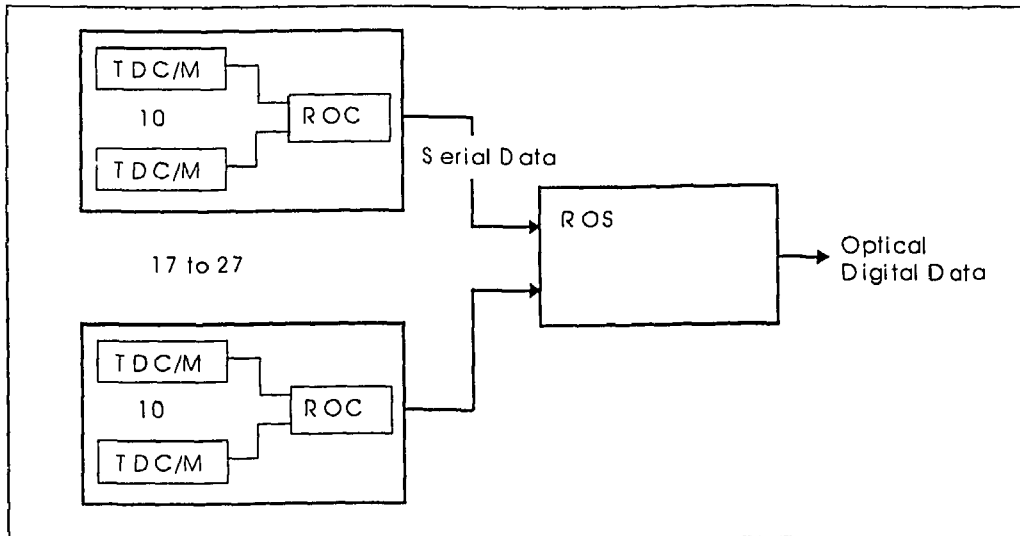 TDC/M
10
ROC
TDC/M
Serial Data
ROS
Optical
Digital Data
17 to 27
TDC/M
10
ROC
TDC/M